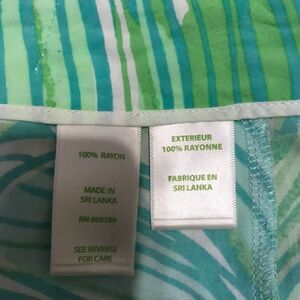 100% RAYON
MADE IN
SRI LANKA
RN #88189
SEE REVERSE
FOR CARE
EXTERIEUR
100% RAYONNE
FABRIQUE EN
SRI LANKA